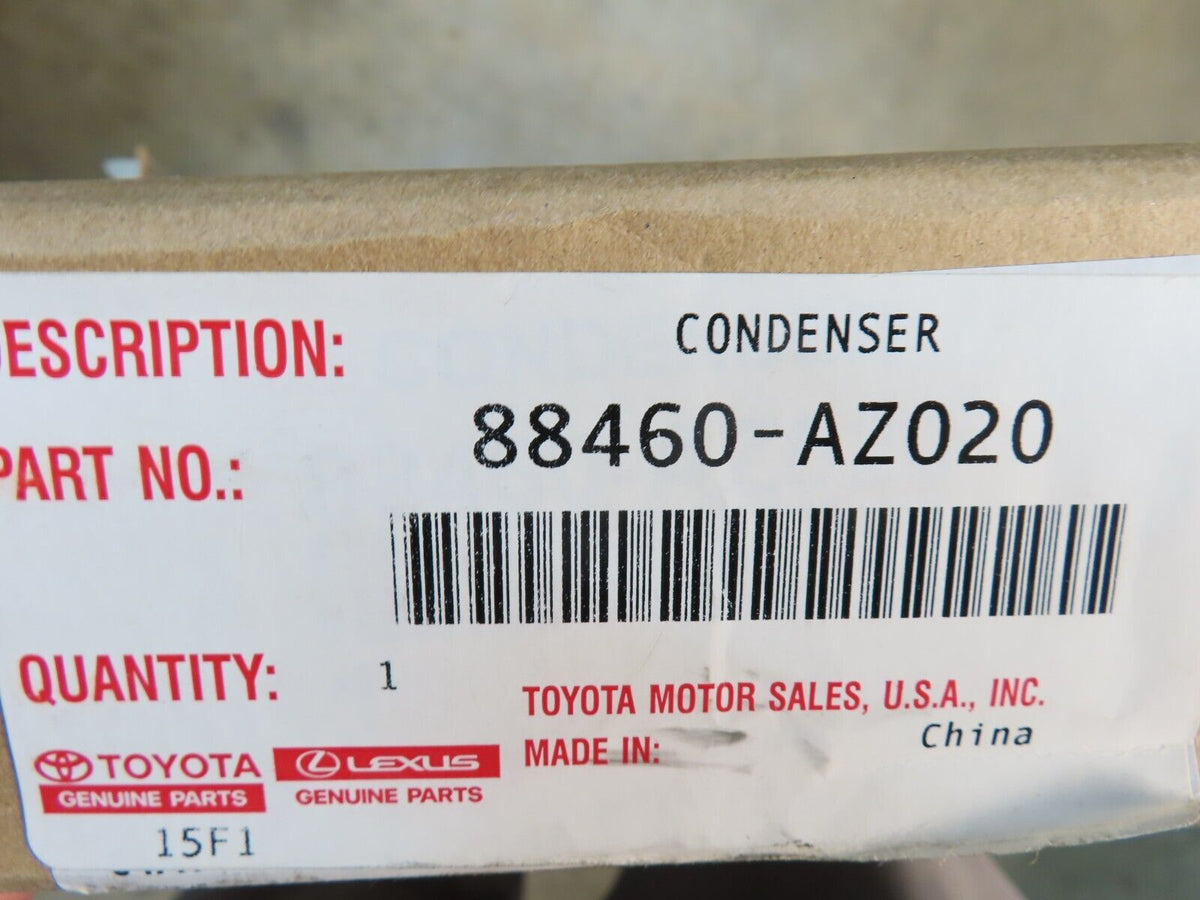 DESCRIPTION: CONDENSER
PART NO.: 88460-AZ020
QUANTITY: 1
TOYOTA MOTOR SALES, U.S.A., INC.
MADE IN: China
TOYOTA
GENUINE PARTS
LEXUS
GENUINE PARTS
15F1